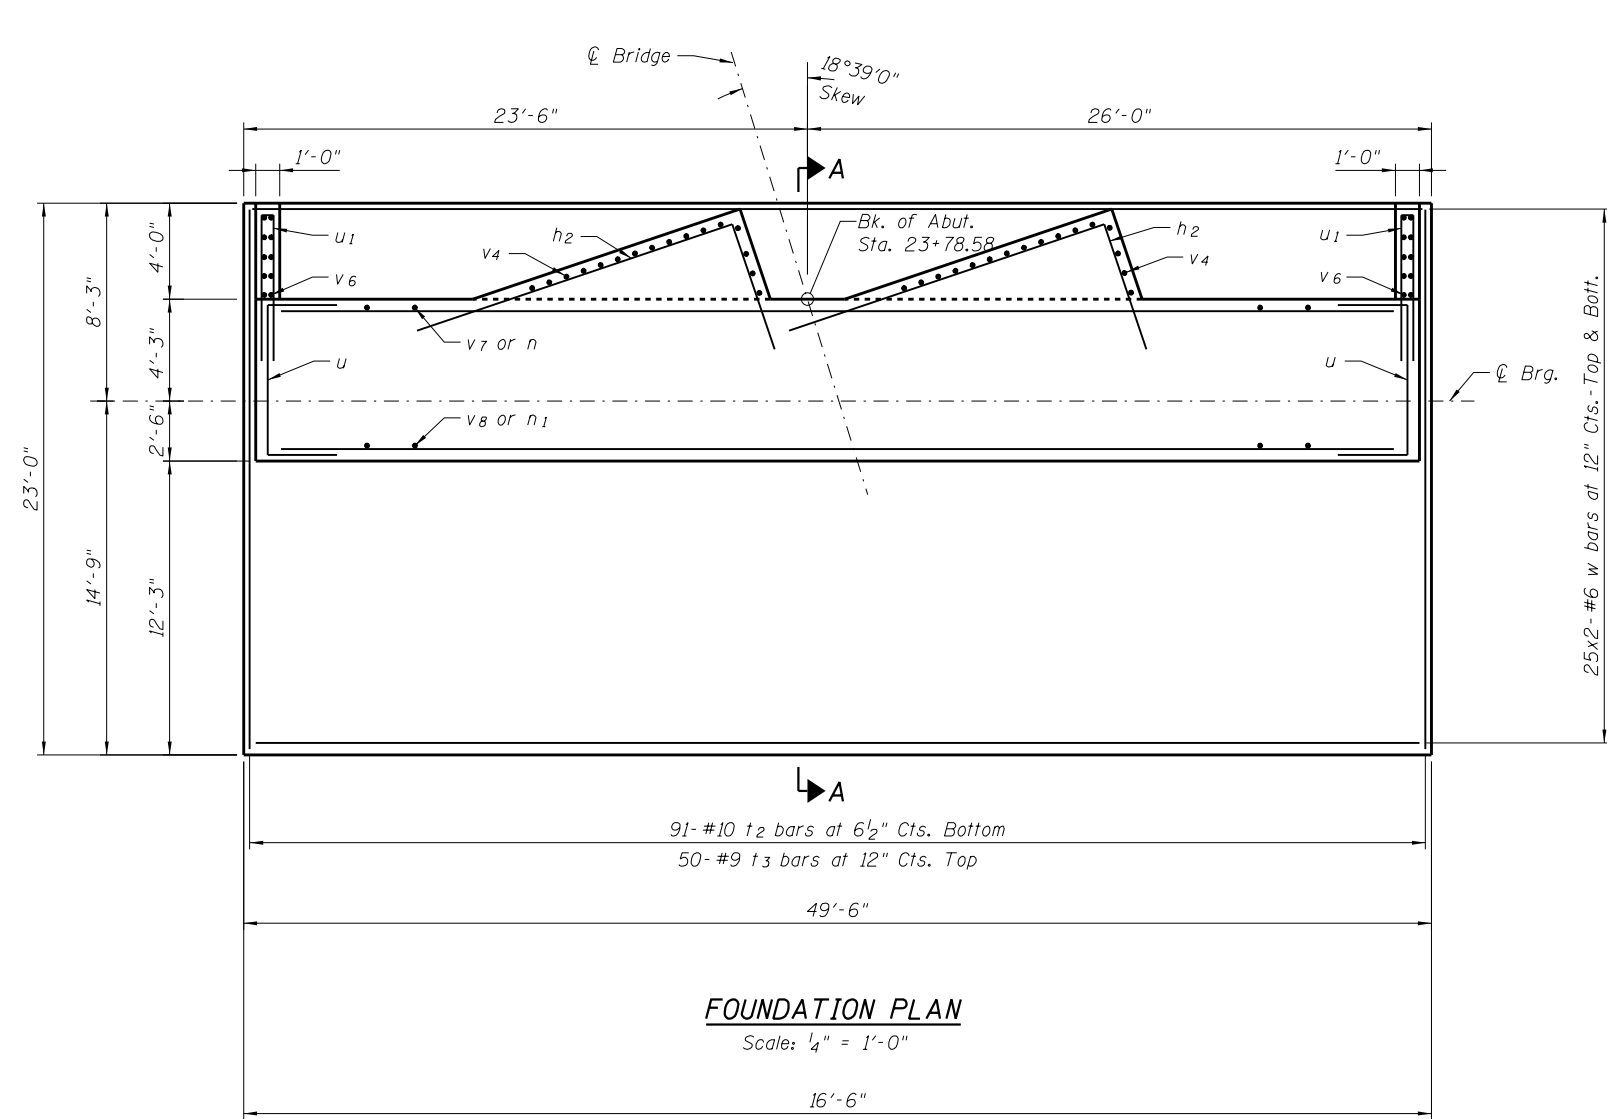 ℄ Bridge
18°39'0"
Skew
23'-6"
26'-0"
1'-0"
1'-0"
A
Bk. of Abut.
Sta. 23+78.58
u1
h2
v4
v6
h2
v4
u1
v6
4'-0"
8'-3"
4'-3"
v7 or n
u
u
℄ Brg.
2'-6"
v8 or n1
23'-0"
14'-9"
12'-3"
25x2-#6 w bars at 12" Cts.-Top & Bott.
A
91-#10 t2 bars at 6½" Cts. Bottom
50-#9 t3 bars at 12" Cts. Top
49'-6"
FOUNDATION PLAN
Scale: ¼" = 1'-0"
16'-6"